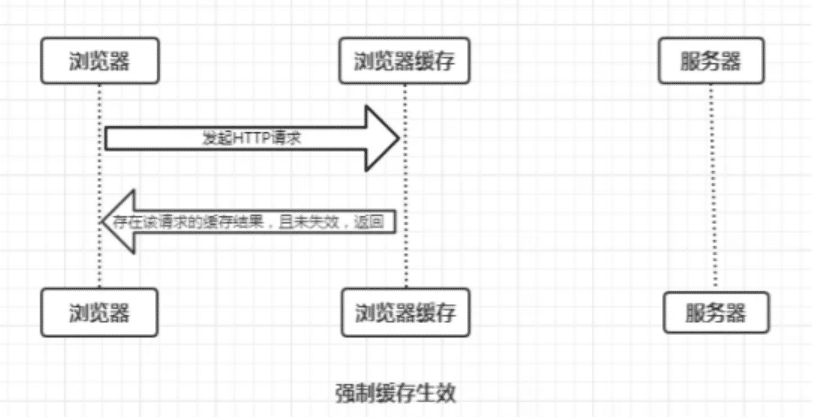 浏览器
浏览器缓存
服务器
发起HTTP请求
存在该请求的缓存结果，且未失效，返回
浏览器
浏览器缓存
服务器
强制缓存生效